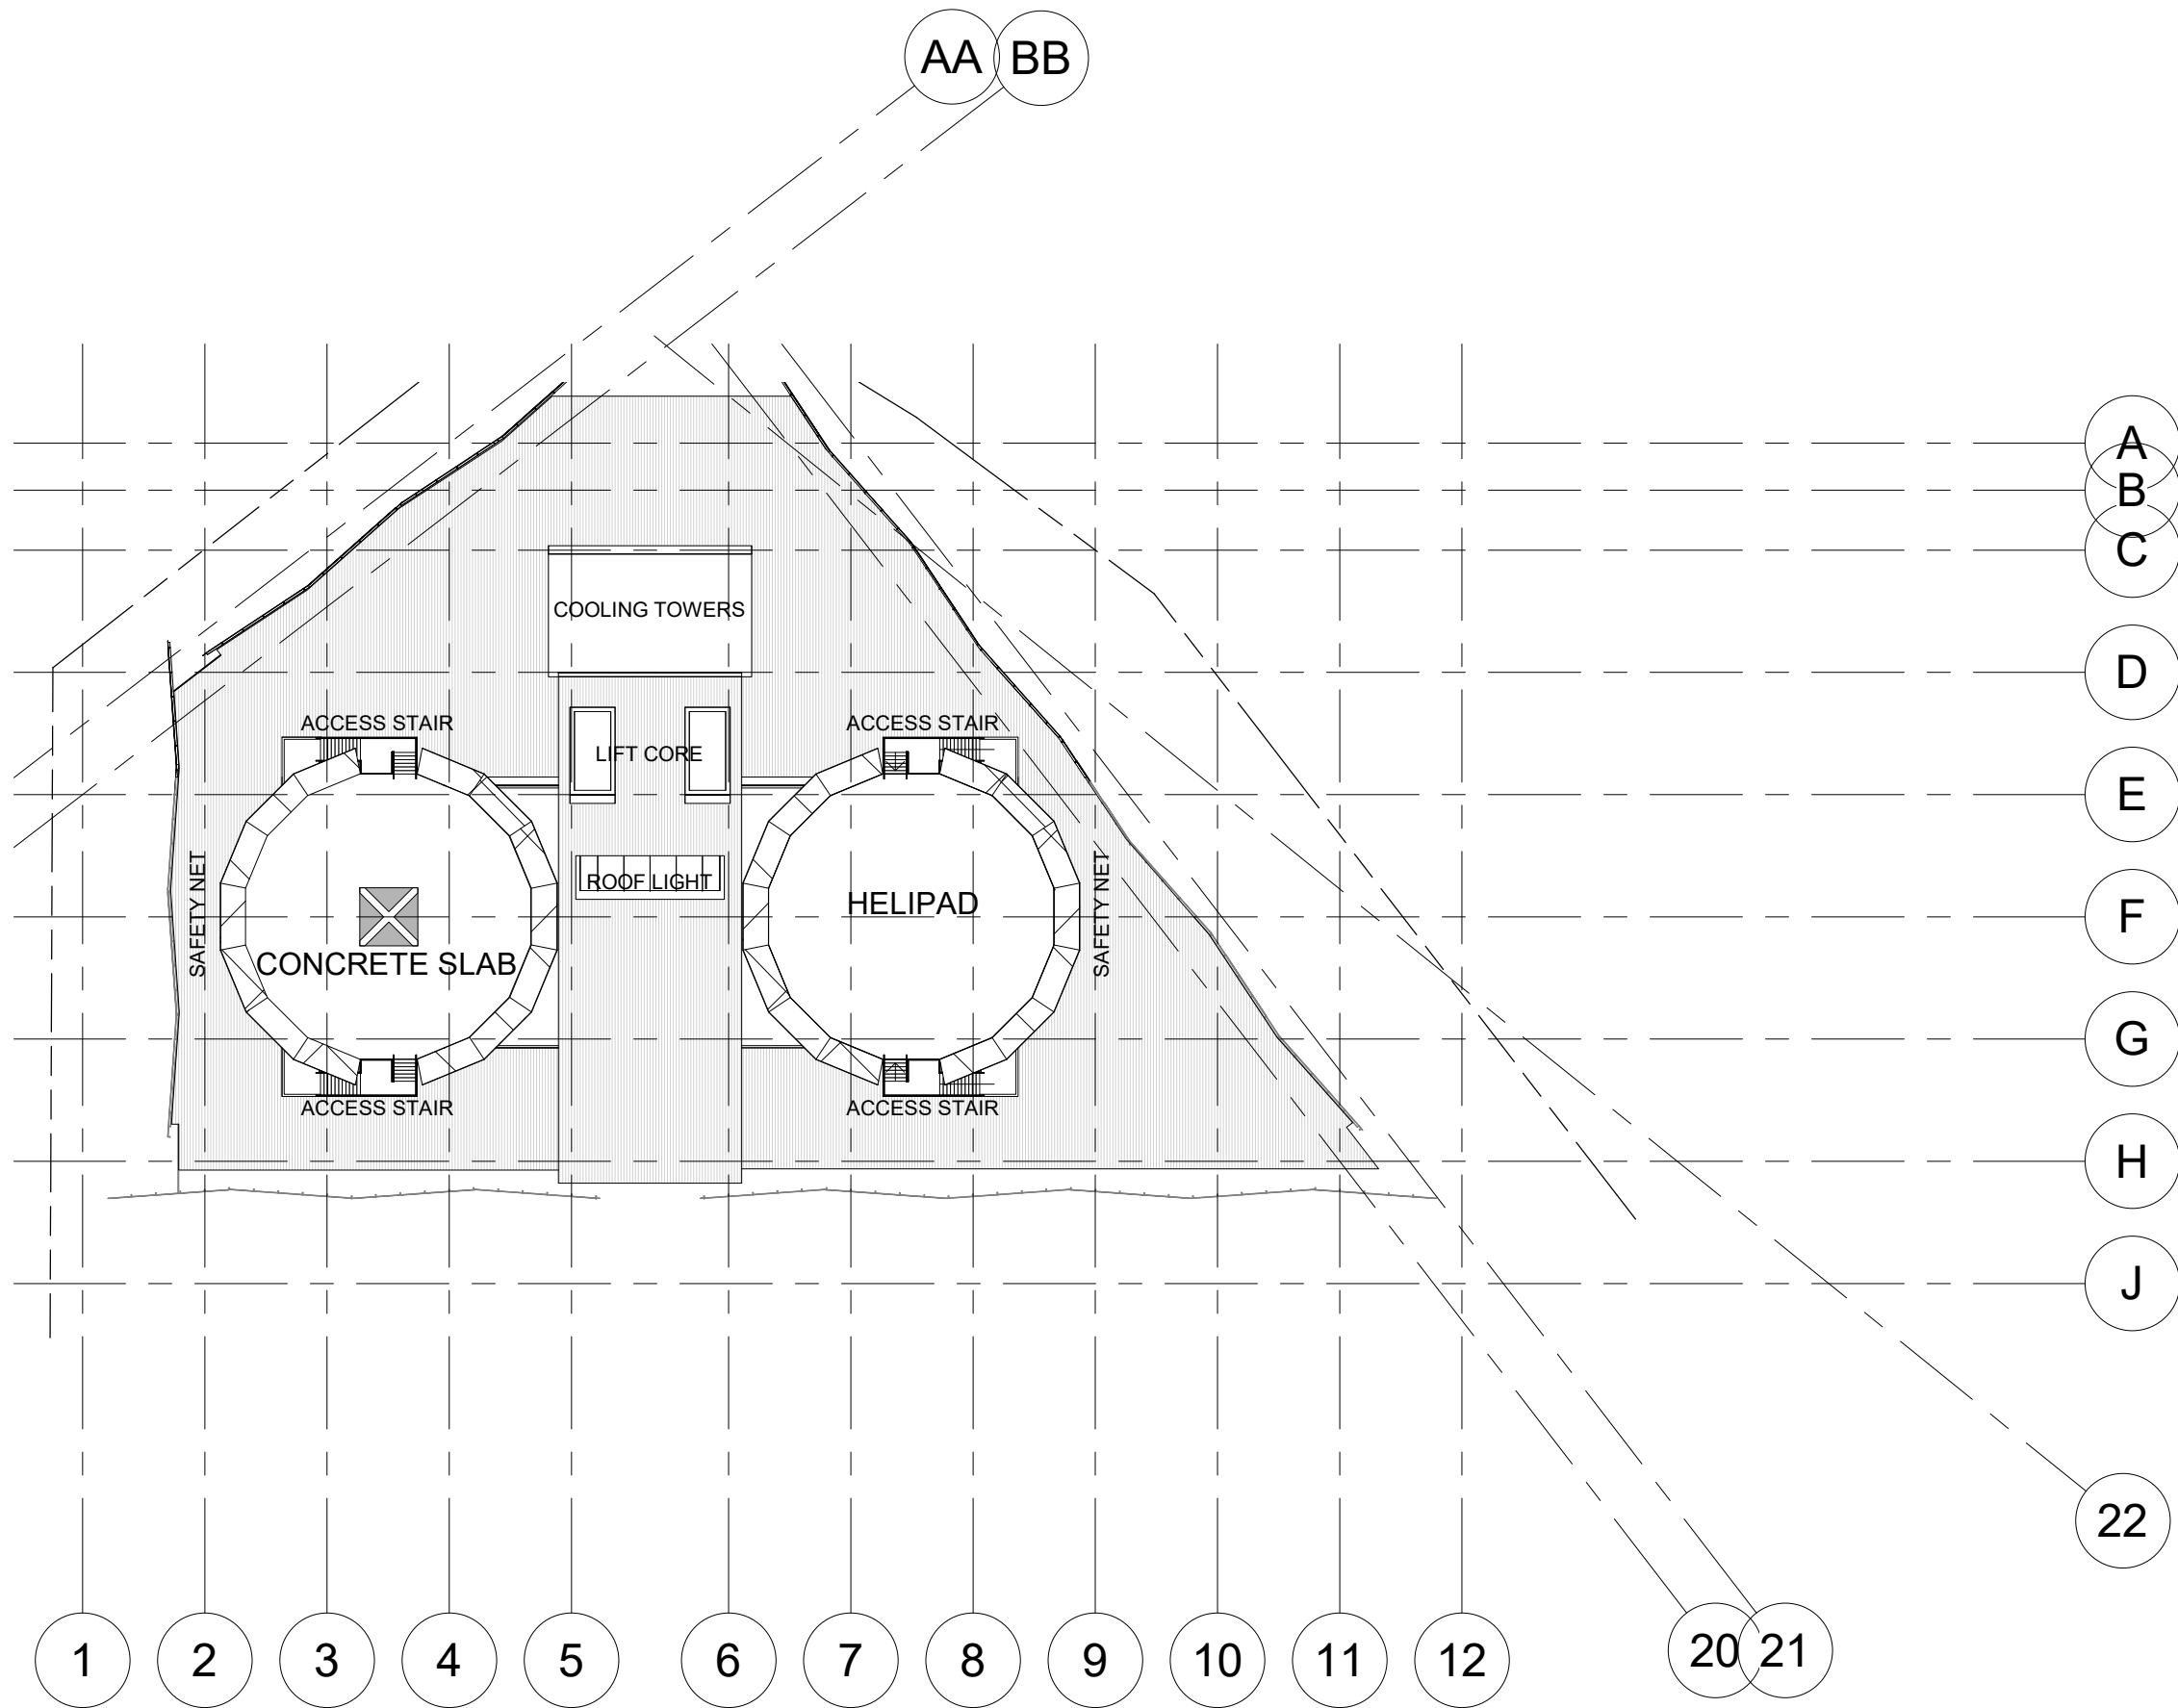 AA BB
A
B
C
COOLING TOWERS
D
ACCESS STAIR
ACCESS STAIR
LIFT CORE
E
ROOF LIGHT
SAFETY NET
HELIPAD
SAFETY NET
F
CONCRETE SLAB
G
ACCESS STAIR
ACCESS STAIR
H
J
22
1 2 3 4 5 6 7 8 9 10 11 12 20 21